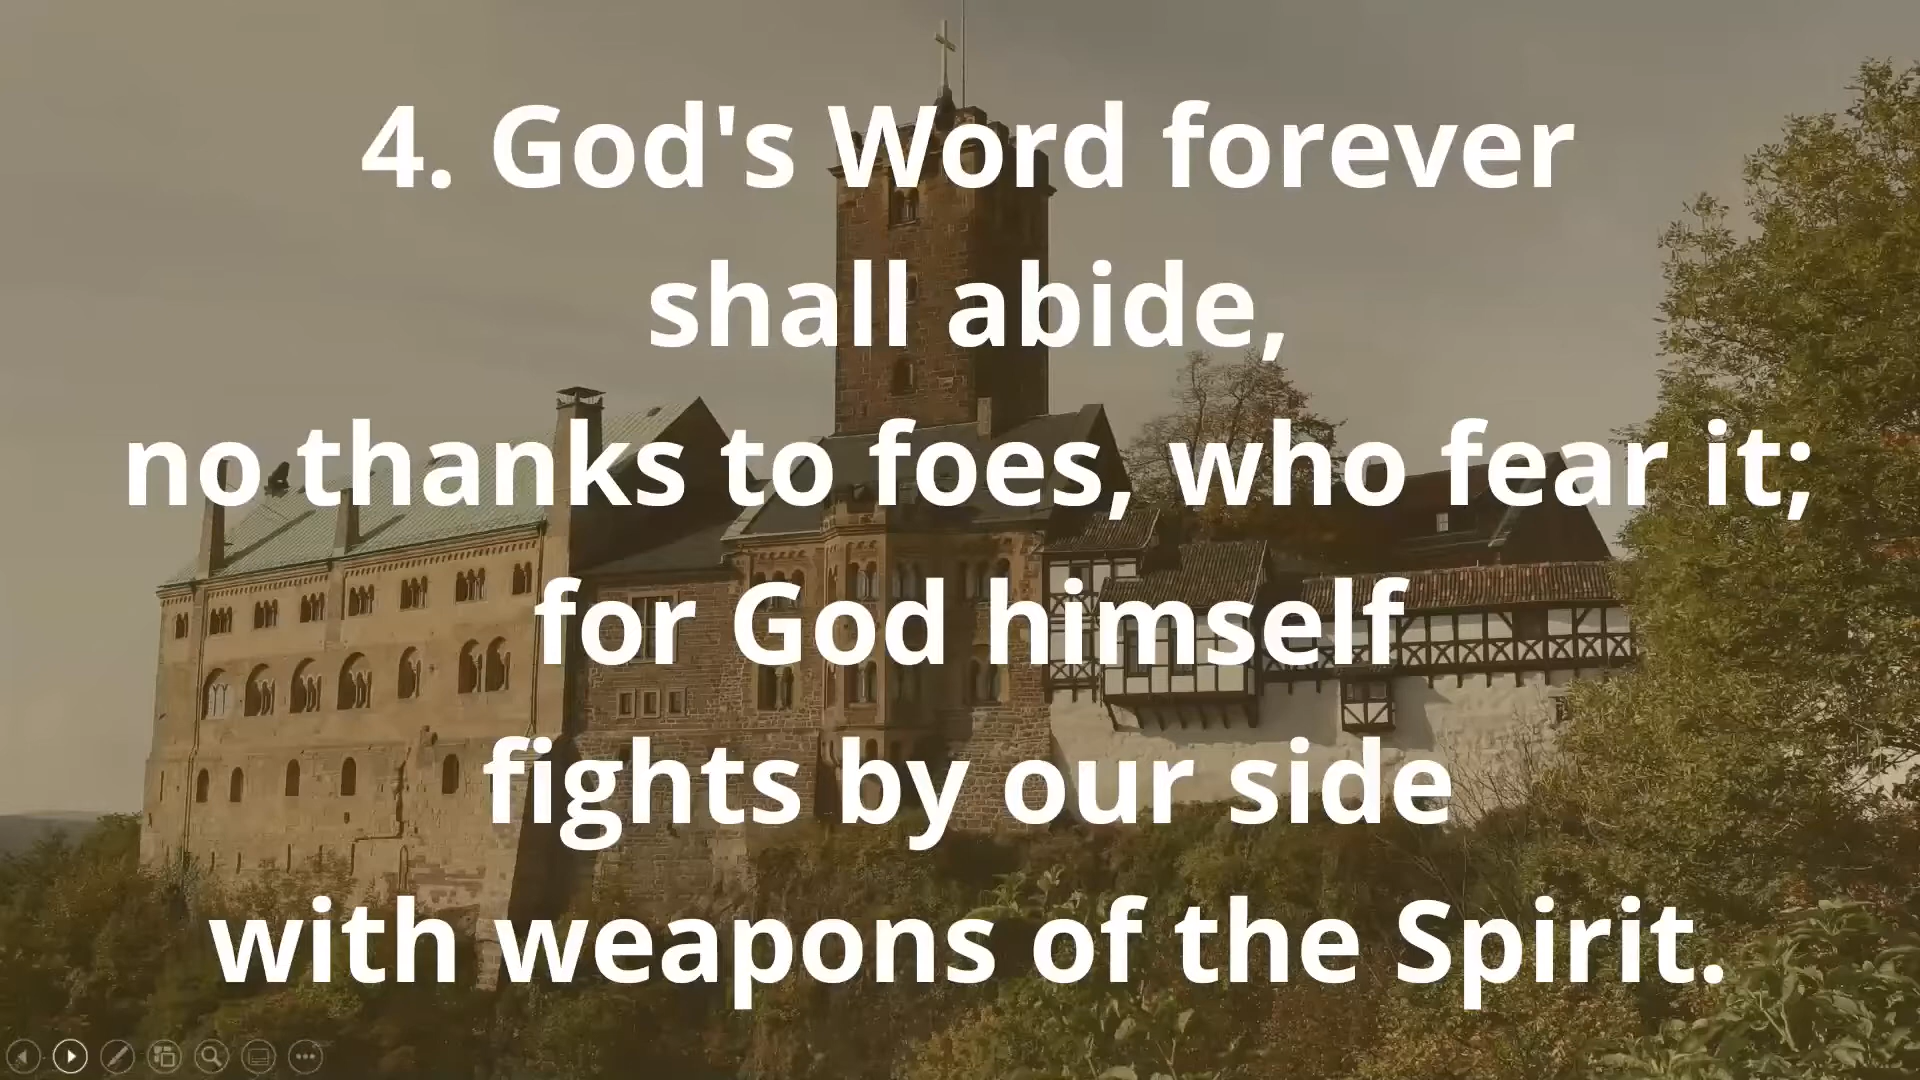 4. God's Word forever
shall abide,
no thanks to foes, who fear it;
for God himself
fights by our side
with weapons of the Spirit.